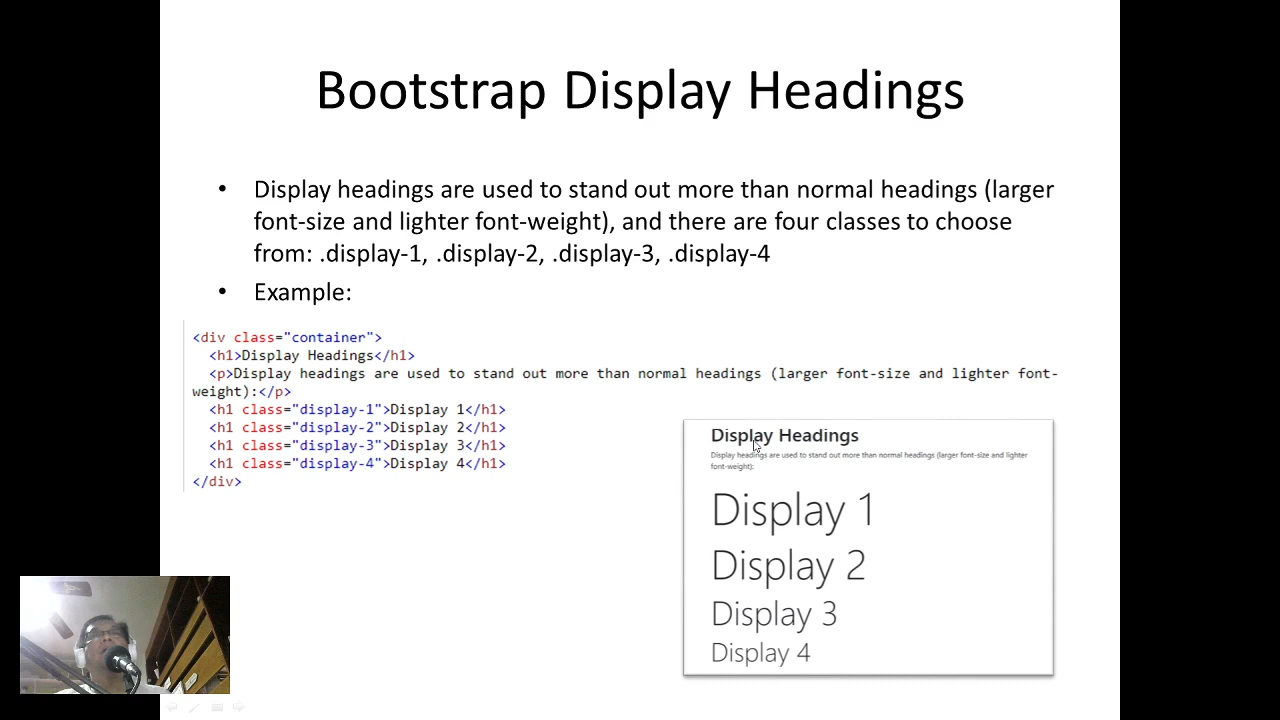 Bootstrap Display Headings
• Display headings are used to stand out more than normal headings (larger
font-size and lighter font-weight), and there are four classes to choose
from: .display-1, .display-2, .display-3, .display-4
• Example:
<div class="container">
<h1>Display Headings</h1>
<p>Display headings are used to stand out more than normal headings (larger font-size and lighter font-
weight):</p>
<h1 class="display-1">Display 1</h1>
<h1 class="display-2">Display 2</h1>
<h1 class="display-3">Display 3</h1>
<h1 class="display-4">Display 4</h1>
</div>
Display Headings
Display headings are used to stand out more than normal headings (larger font-size and lighter
font-weight):
Display 1
Display 2
Display 3
Display 4